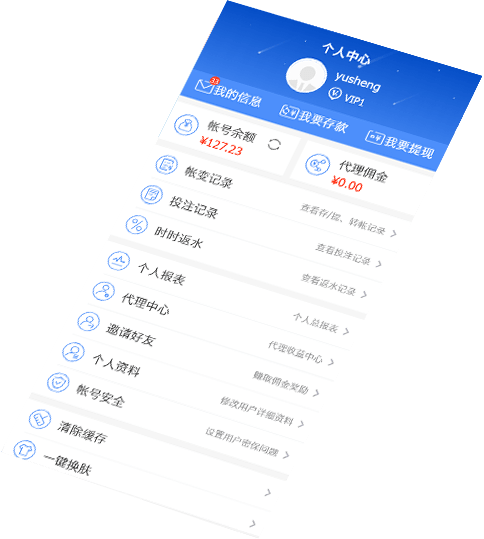 个人中心
yusheng
VIP1
33
我的信息 我要存款 我要提现
帐号余额 代理佣金
¥127.23 ¥0.00
帐变记录 查看存/提、转帐记录
投注记录 查看投注记录
时时返水 查看返水记录
个人报表 个人总报表
代理中心 代理收益中心
邀请好友 赚取佣金奖励
个人资料 修改用户详细资料
帐号安全 设置用户密保问题
清除缓存
一键换肤